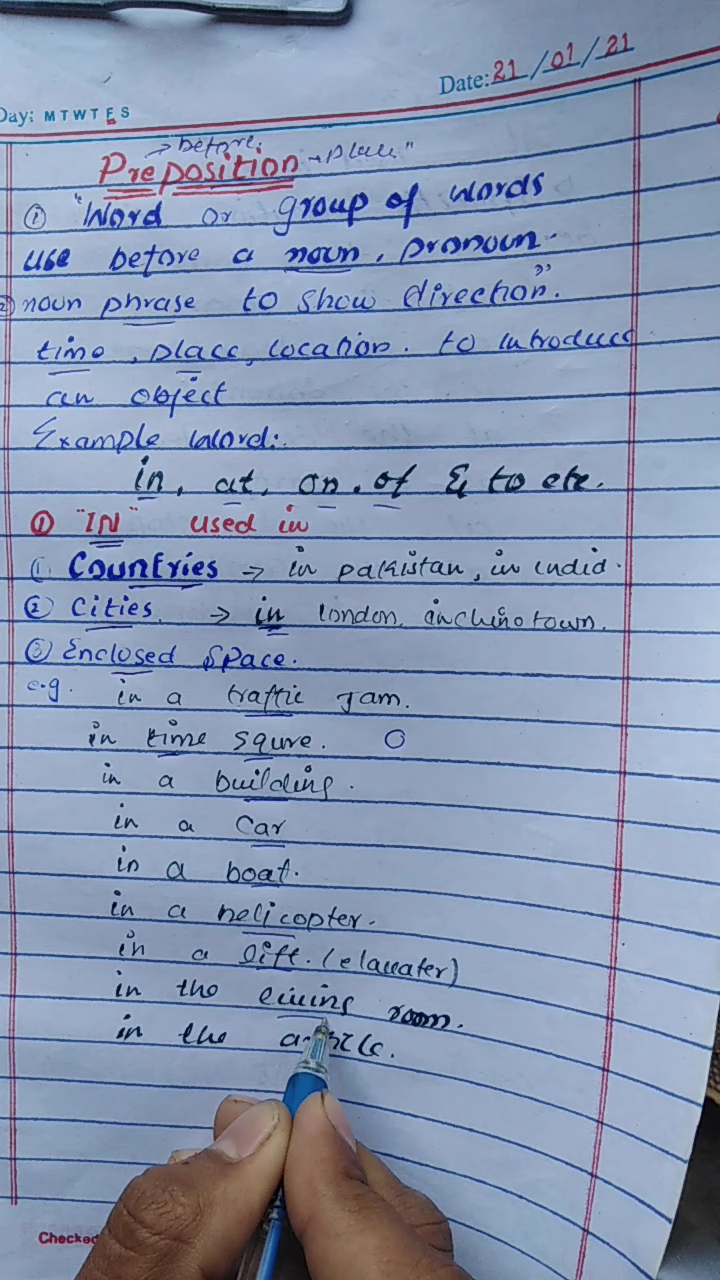 Date: 21/01/21
Day: M T W T F S
→ before. → place"
Preposition
① "Word or group of words
use before a noun, pronoun.
② noun phrase to show direction."
time, place, location. to introduce
an object
Example Word:.
in, at, on, of & to etc.
① "IN" used in
① Countries → in pakistan, in india.
② Cities. → in london, in chinotown.
③ Enclosed Space.
e.g. in a traffic Jam.
in time squre.
in a building.
in a Car
in a boat.
in a helicopter.
in a lift. (elavater)
in the living room.
in the
Checked